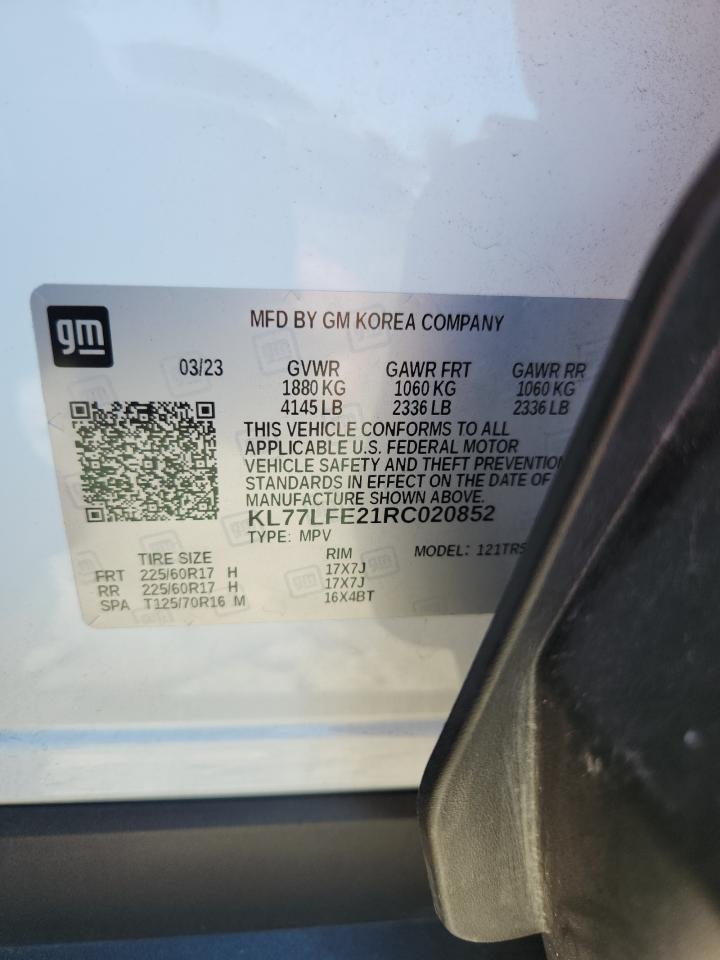 gm
MFD BY GM KOREA COMPANY
03/23 GVWR GAWR FRT GAWR RR
1880 KG 1060 KG 1060 KG
4145 LB 2336 LB 2336 LB
THIS VEHICLE CONFORMS TO ALL
APPLICABLE U.S. FEDERAL MOTOR
VEHICLE SAFETY AND THEFT PREVENTION
STANDARDS IN EFFECT ON THE DATE OF
MANUFACTURE SHOWN ABOVE.
KL77LFE21RC020852
TYPE: MPV MODEL: 121TR5
TIRE SIZE RIM
FRT 225/60R17 H 17X7J
RR 225/60R17 H 17X7J
SPA T125/70R16 M 16X4BT